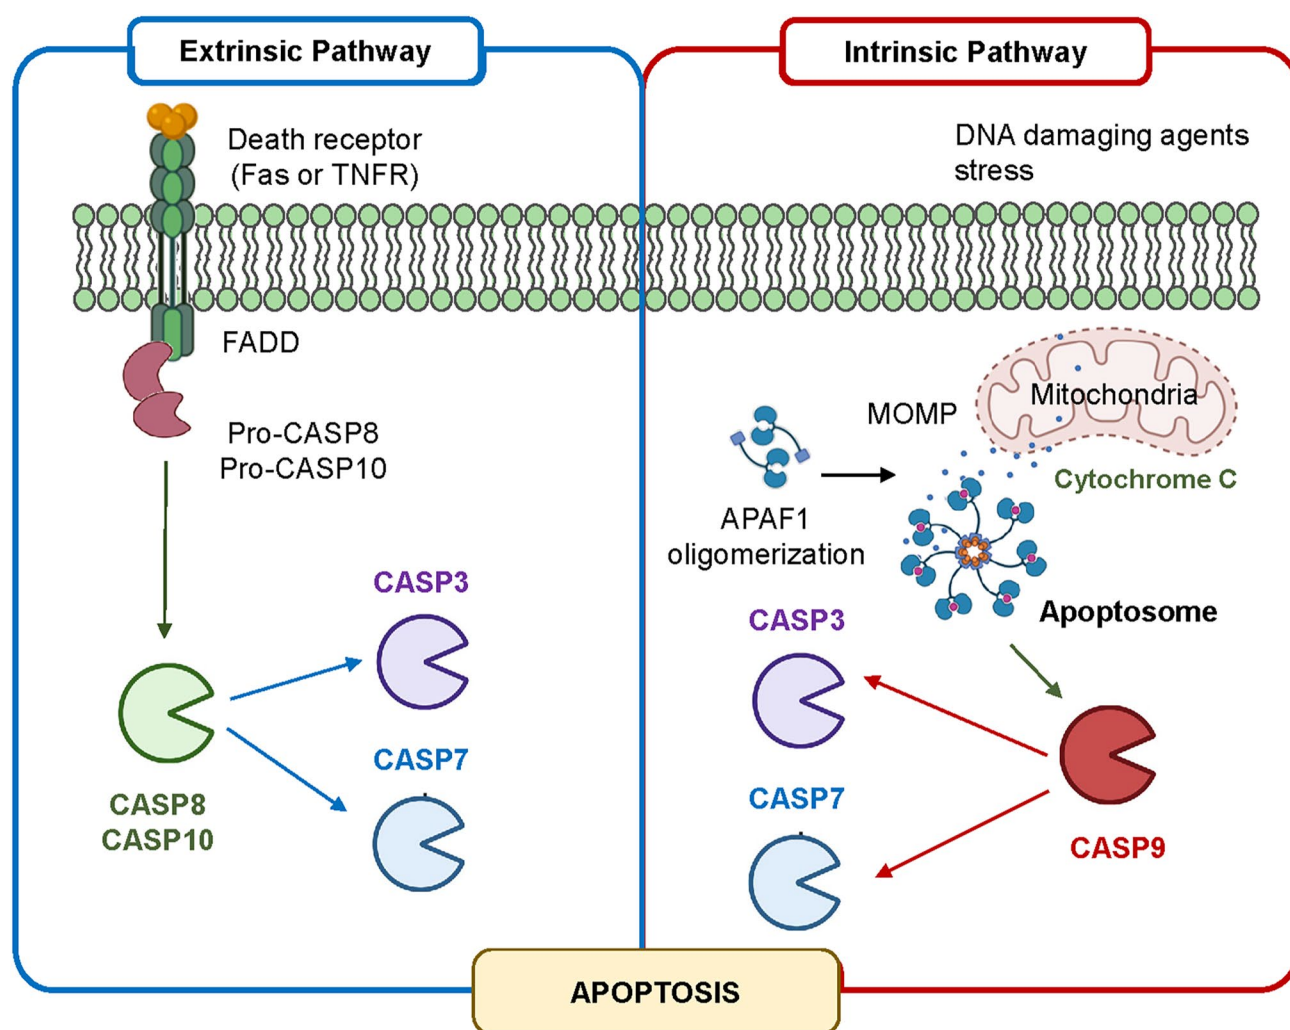 Extrinsic Pathway
Death receptor
(Fas or TNFR)
FADD
Pro-CASP8
Pro-CASP10
CASP3
CASP7
CASP8
CASP10
Intrinsic Pathway
DNA damaging agents
stress
Mitochondria
MOMP
Cytochrome C
APAF1
oligomerization
Apoptosome
CASP3
CASP7
CASP9
APOPTOSIS